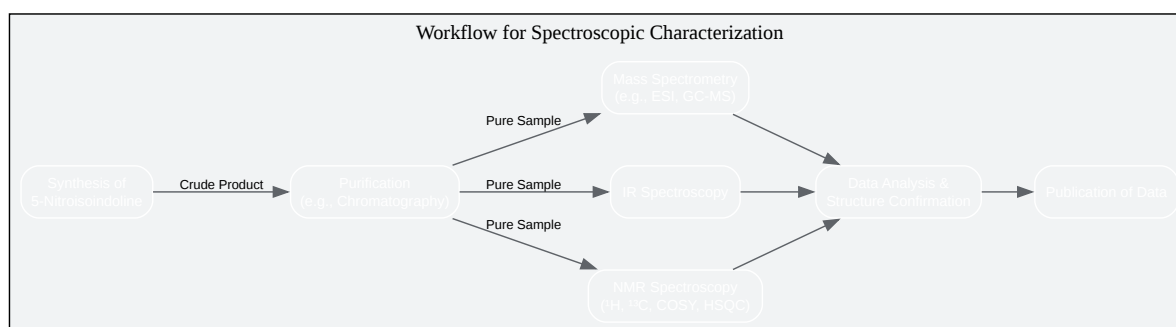 Workflow for Spectroscopic Characterization
Synthesis of
5-Nitroisoindoline
Crude Product
Purification
(e.g., Chromatography)
Pure Sample
Pure Sample
Pure Sample
Mass Spectrometry
(e.g., ESI, GC-MS)
IR Spectroscopy
NMR Spectroscopy
(¹H, ¹³C, COSY, HSQC)
Data Analysis &
Structure Confirmation
Publication of Data